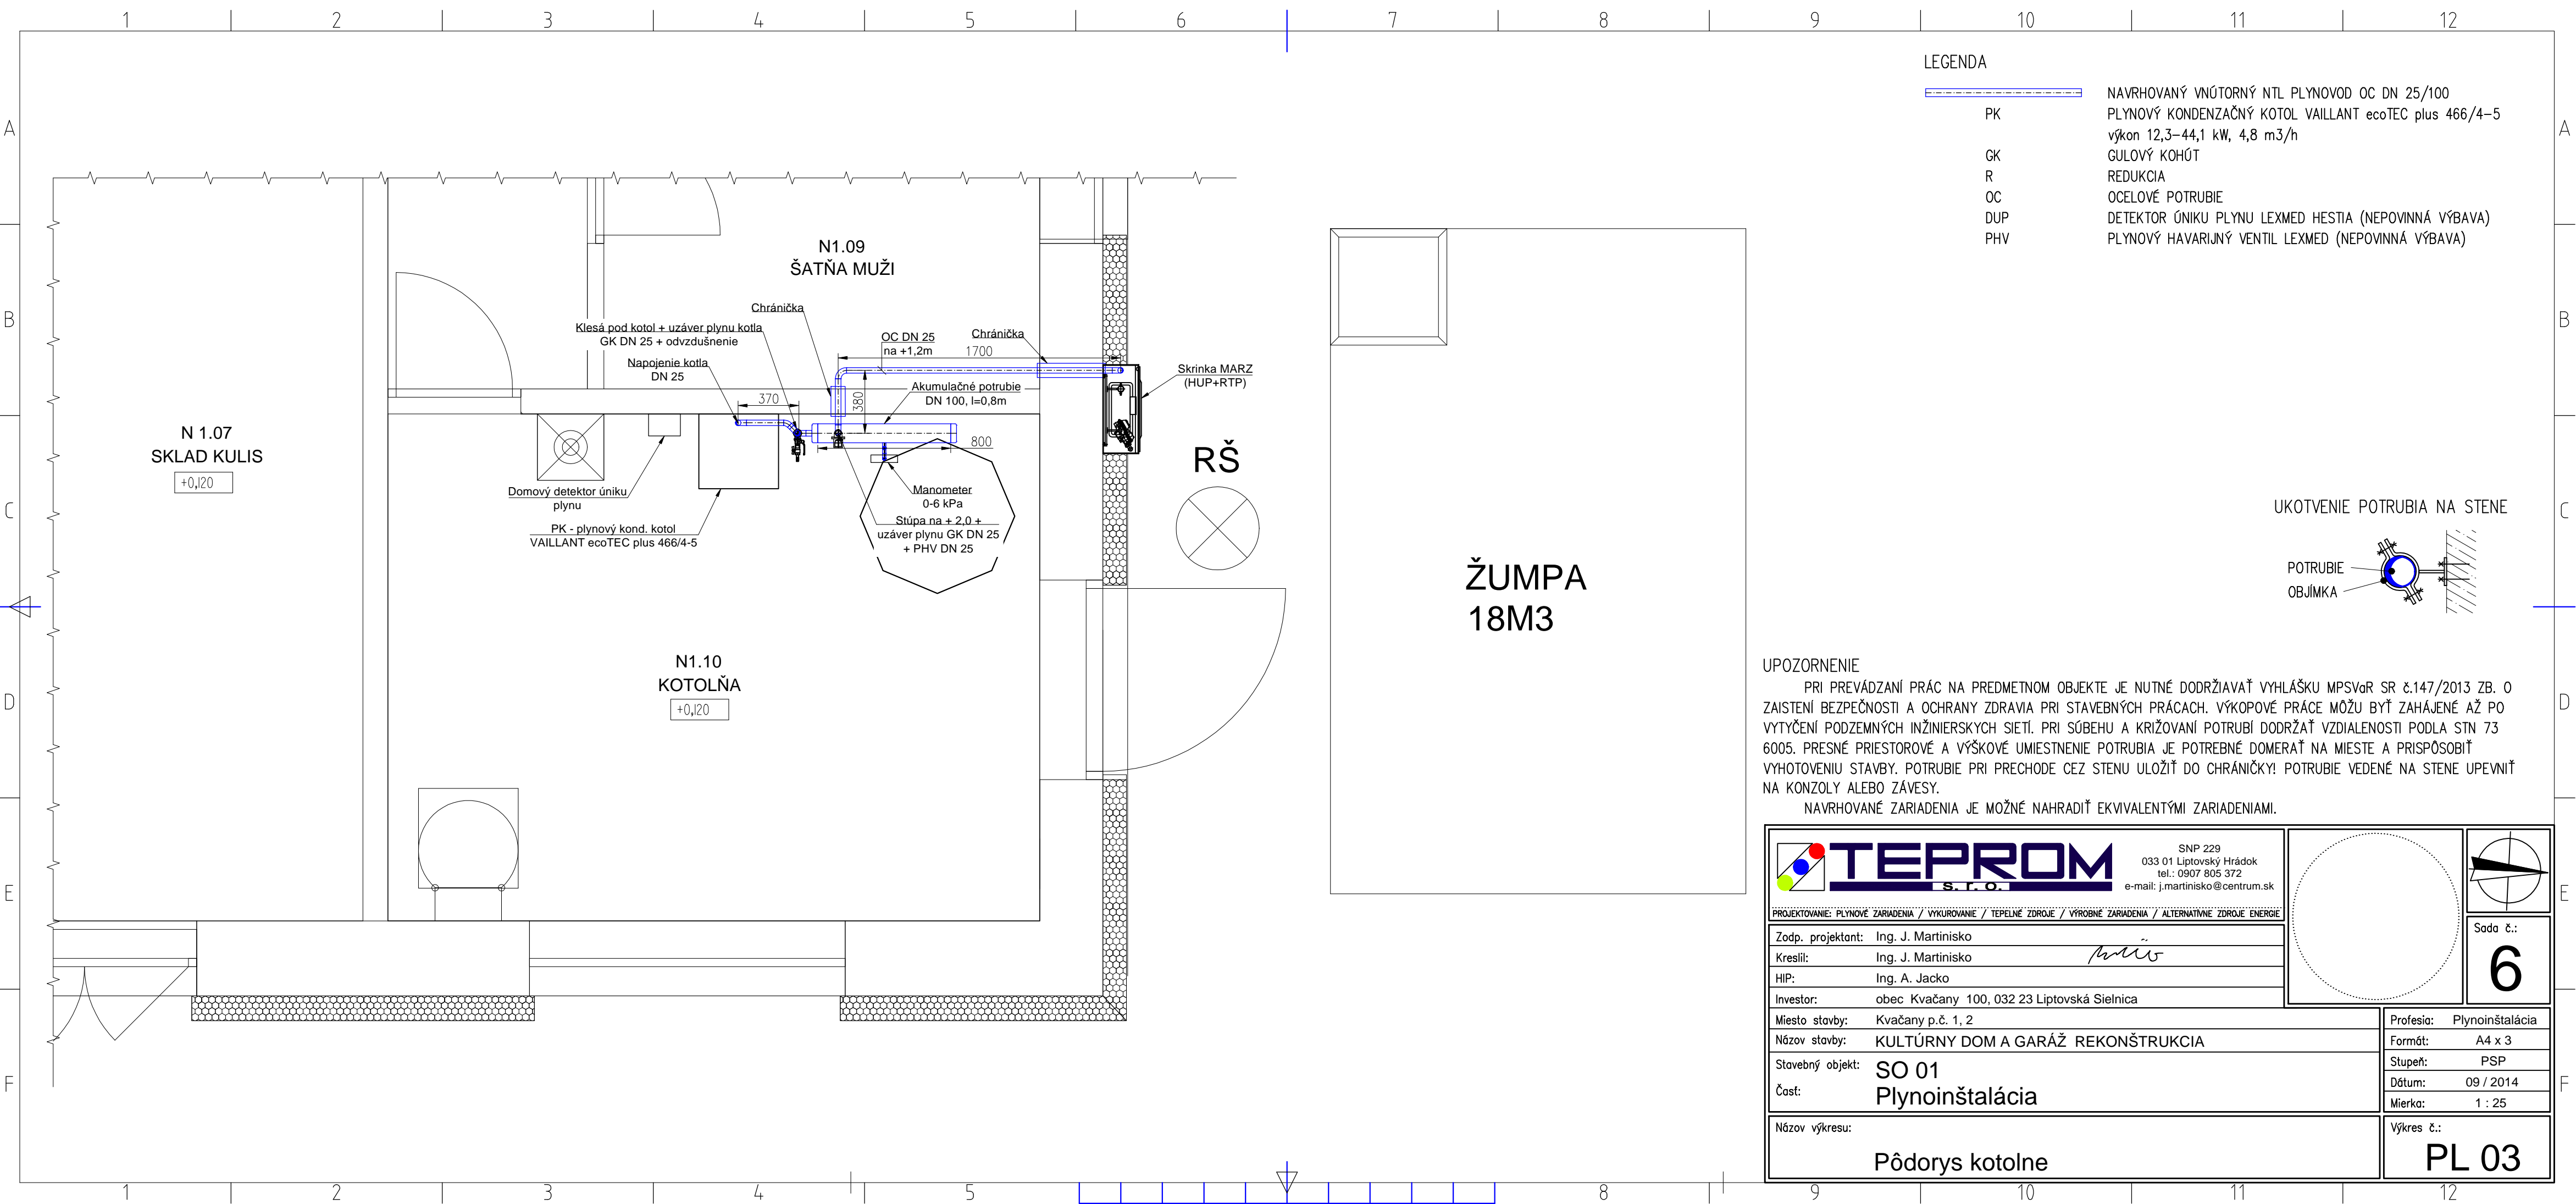 1 2 3 4 5 6 7 8 9 10 11 12
A
B
C
D
E
F
LEGENDA
NAVRHOVANÝ VNÚTORNÝ NTL PLYNOVOD OC DN 25/100
PK PLYNOVÝ KONDENZAČNÝ KOTOL VAILLANT ecoTEC plus 466/4-5
výkon 12,3-44,1 kW, 4,8 m3/h
GK GULOVÝ KOHÚT
R REDUKCIA
OC OCELOVÉ POTRUBIE
DUP DETEKTOR ÚNIKU PLYNU LEXMED HESTIA (NEPOVINNÁ VÝBAVA)
PHV PLYNOVÝ HAVARIJNÝ VENTIL LEXMED (NEPOVINNÁ VÝBAVA)
N1.09
ŠATŇA MUŽI
Chránička
Klesá pod kotol + uzáver plynu kotla
GK DN 25 + odvzdušnenie
Napojenie kotla
DN 25
OC DN 25
na +1,2m
Chránička
1700
370
380
800
Akumulačné potrubie
DN 100, l=0,8m
Skrinka MARZ
(HUP+RTP)
N 1.07
SKLAD KULIS
+0,120
Domový detektor úniku
plynu
PK - plynový kond. kotol
VAILLANT ecoTEC plus 466/4-5
Manometer
0-6 kPa
Stúpa na + 2,0 +
uzáver plynu GK DN 25
+ PHV DN 25
RŠ
ŽUMPA
18M3
N1.10
KOTOLŇA
+0,120
UKOTVENIE POTRUBIA NA STENE
POTRUBIE
OBJÍMKA
UPOZORNENIE
PRI PREVÁDZANÍ PRÁC NA PREDMETNOM OBJEKTE JE NUTNÉ DODRŽIAVAŤ VYHLÁŠKU MPSVaR SR č.147/2013 ZB. O
ZAISTENÍ BEZPEČNOSTI A OCHRANY ZDRAVIA PRI STAVEBNÝCH PRÁCACH. VÝKOPOVÉ PRÁCE MÔŽU BYŤ ZAHÁJENÉ AŽ PO
VYTYČENÍ PODZEMNÝCH INŽINIERSKYCH SIETÍ. PRI SÚBEHU A KRIŽOVANÍ POTRUBÍ DODRŽAŤ VZDIALENOSTI PODLA STN 73
6005. PRESNÉ PRIESTOROVÉ A VÝŠKOVÉ UMIESTNENIE POTRUBIA JE POTREBNÉ DOMERAŤ NA MIESTE A PRISPÔSOBIŤ
VYHOTOVENIU STAVBY. POTRUBIE PRI PRECHODE CEZ STENU ULOŽIŤ DO CHRÁNIČKY! POTRUBIE VEDENÉ NA STENE UPEVNIŤ
NA KONZOLY ALEBO ZÁVESY.
NAVRHOVANÉ ZARIADENIA JE MOŽNÉ NAHRADIŤ EKVIVALENTÝMI ZARIADENIAMI.
TEPROM
s. r. o.
SNP 229
033 01 Liptovský Hrádok
tel.: 0907 805 372
e-mail: j.martinisko@centrum.sk
PROJEKTOVANIE: PLYNOVÉ ZARIADENIA / VYKUROVANIE / TEPELNÉ ZDROJE / VÝROBNÉ ZARIADENIA / ALTERNATÍVNE ZDROJE ENERGIE
Zodp. projektant: Ing. J. Martinisko
Kreslil: Ing. J. Martinisko
HIP: Ing. A. Jacko
Investor: obec Kvačany 100, 032 23 Liptovská Sielnica
Miesto stavby: Kvačany p.č. 1, 2
Názov stavby: KULTÚRNY DOM A GARÁŽ REKONŠTRUKCIA
Stavebný objekt: SO 01
Časť: Plynoinštalácia
Názov výkresu:
Pôdorys kotolne
Sada č.:
6
Profesia: Plynoinštalácia
Formát: A4 x 3
Stupeň: PSP
Dátum: 09 / 2014
Mierka: 1 : 25
Výkres č.:
PL 03
A
B
C
D
E
F
1 2 3 4 5 8 9 10 11 12